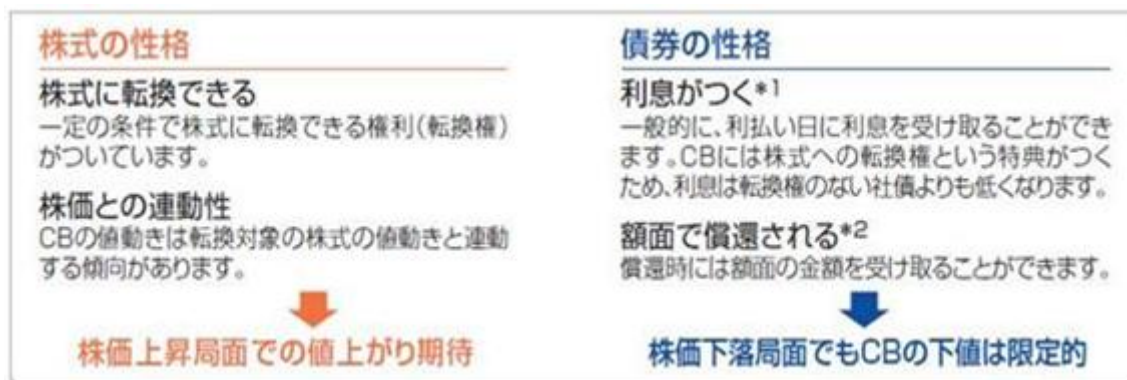 株式の性格
株式に転換できる
一定の条件で株式に転換できる権利(転換権)
がついています。
株価との連動性
CBの値動きは転換対象の株式の値動きと連動
する傾向があります。
株価上昇局面での値上がり期待
債券の性格
利息がつく*1
一般的に、利払い日に利息を受け取ることができ
ます。CBには株式への転換権という特典がつく
ため、利息は転換権のない社債よりも低くなります。
額面で償還される*2
償還時には額面の金額を受け取ることができます。
株価下落局面でもCBの下値は限定的